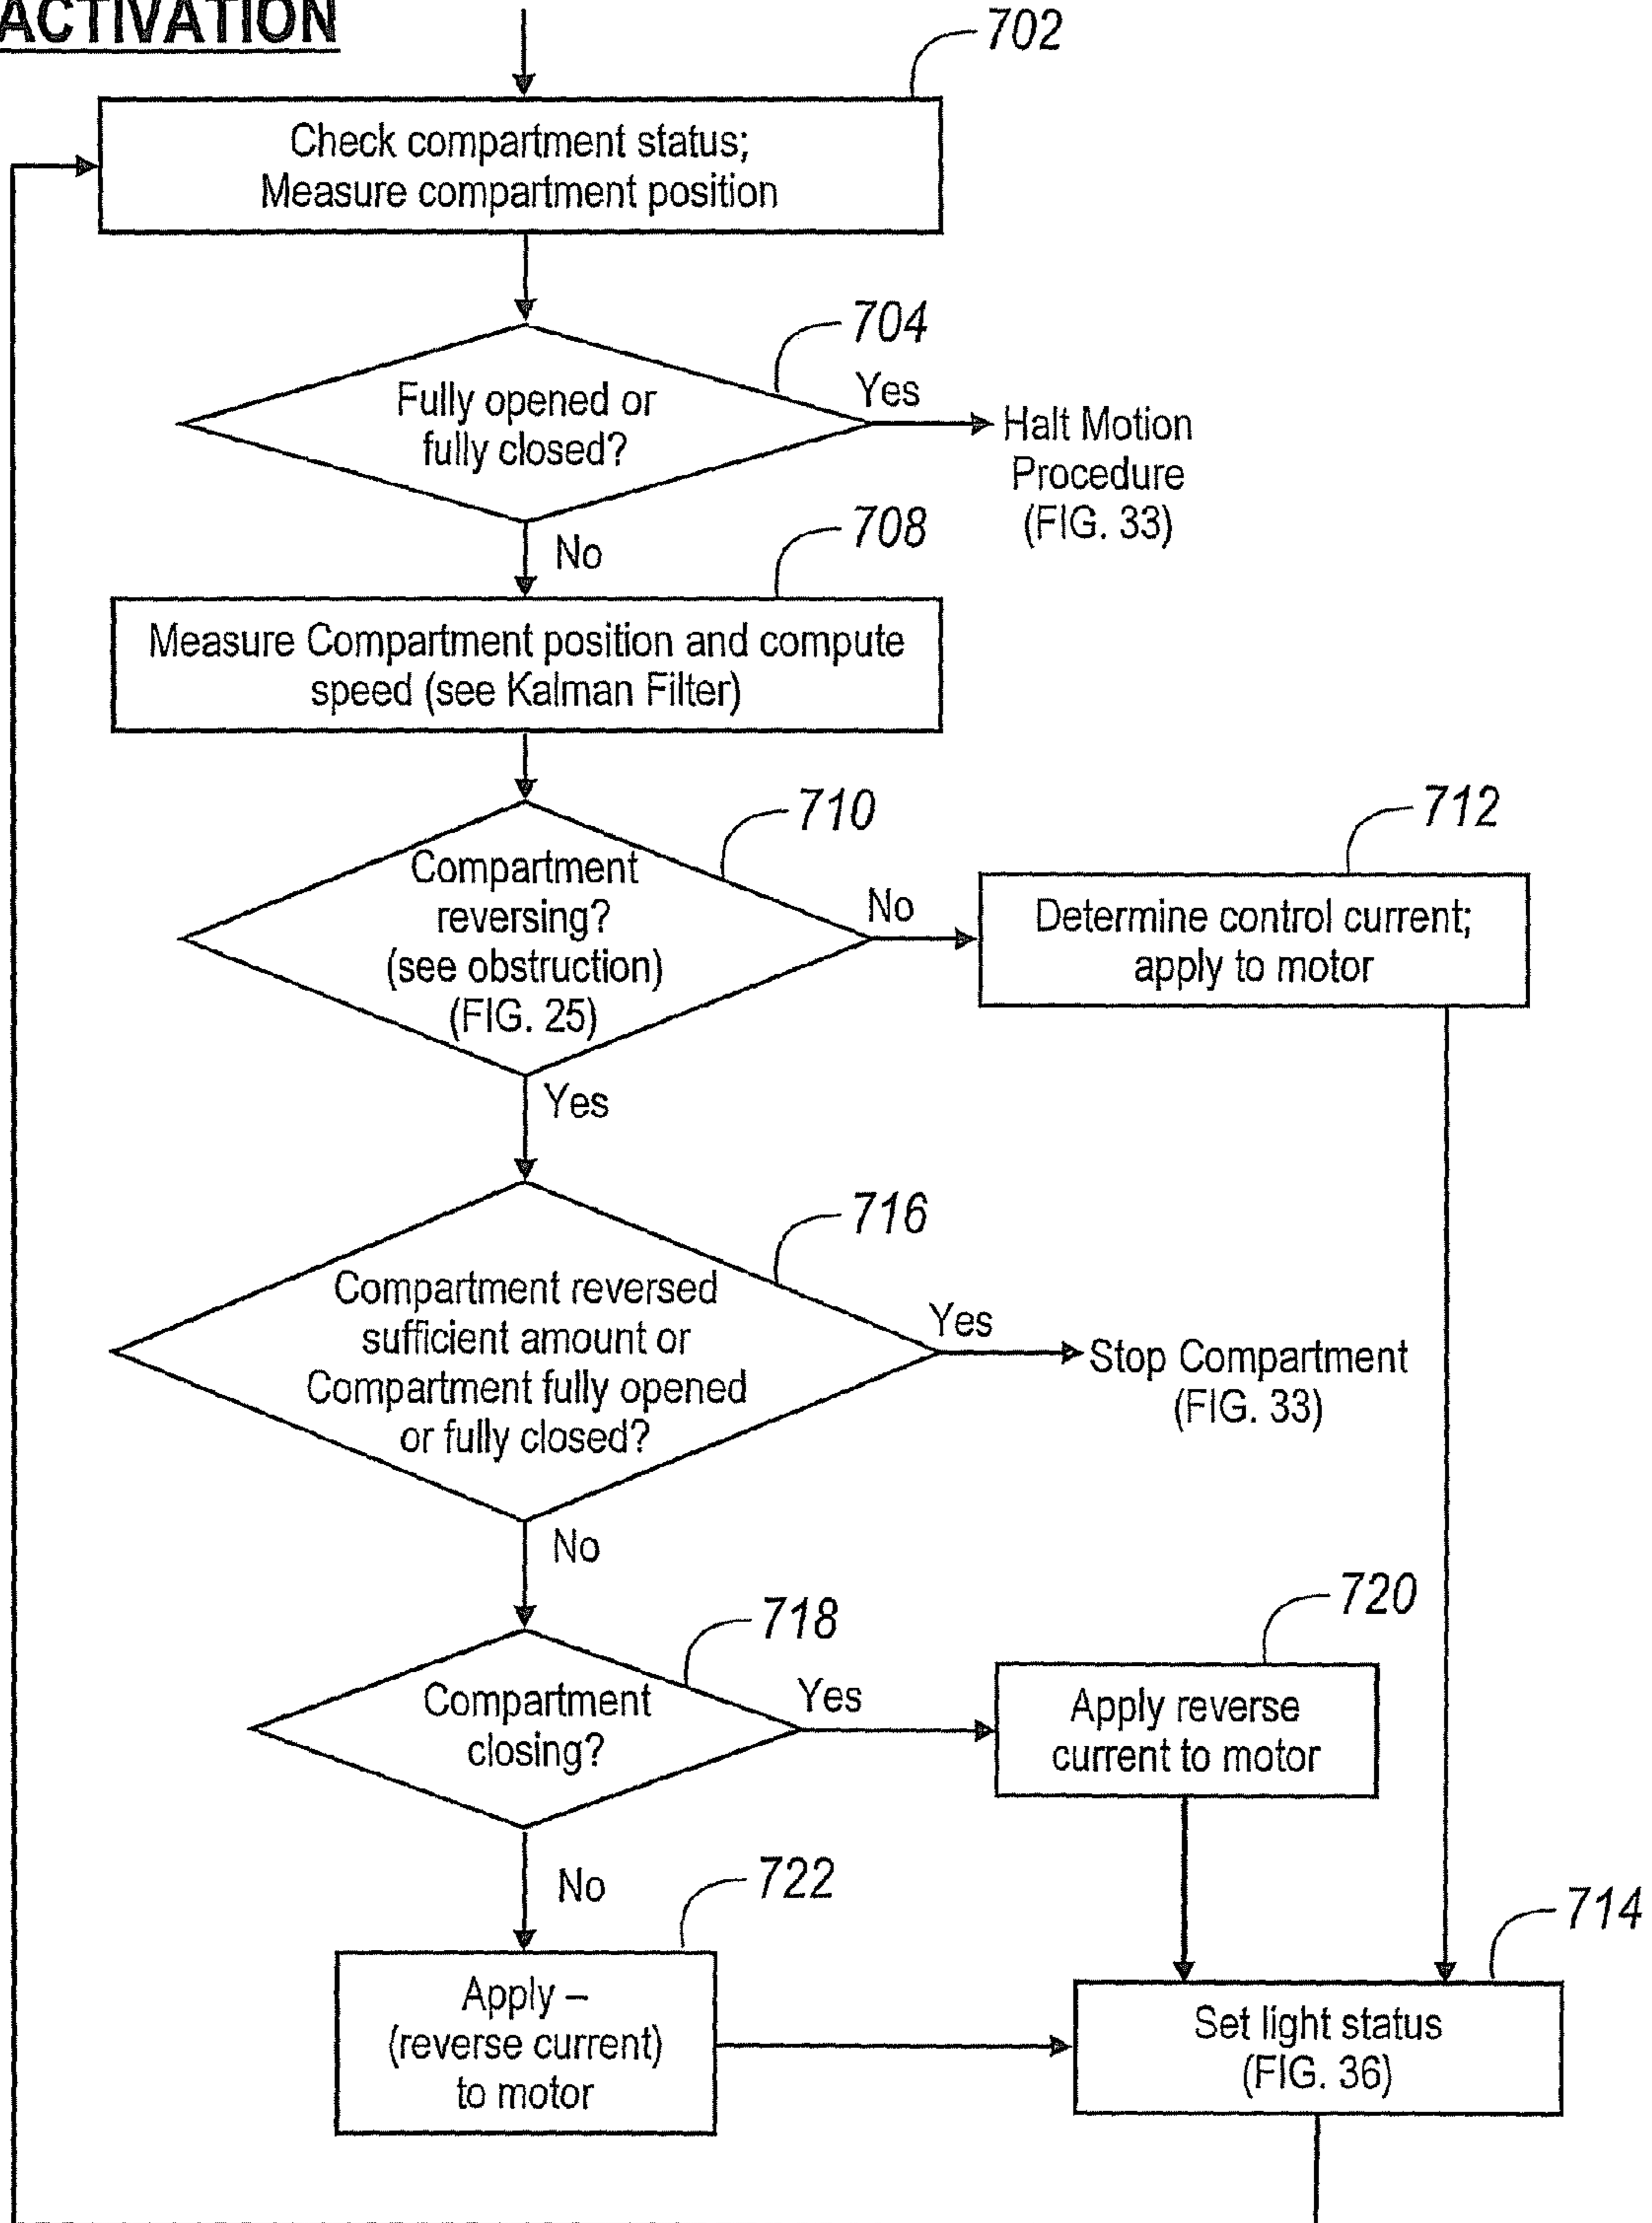 ACTIVATION
702
Check compartment status;
Measure compartment position
704
Fully opened or
fully closed?
Yes
Halt Motion
Procedure
(FIG. 33)
No
708
Measure Compartment position and compute
speed (see Kalman Filter)
710
Compartment
reversing?
(see obstruction)
(FIG. 25)
No
712
Determine control current;
apply to motor
Yes
716
Compartment reversed
sufficient amount or
Compartment fully opened
or fully closed?
Yes
Stop Compartment
(FIG. 33)
No
718
Compartment
closing?
Yes
720
Apply reverse
current to motor
No
722
Apply –
(reverse current)
to motor
714
Set light status
(FIG. 36)